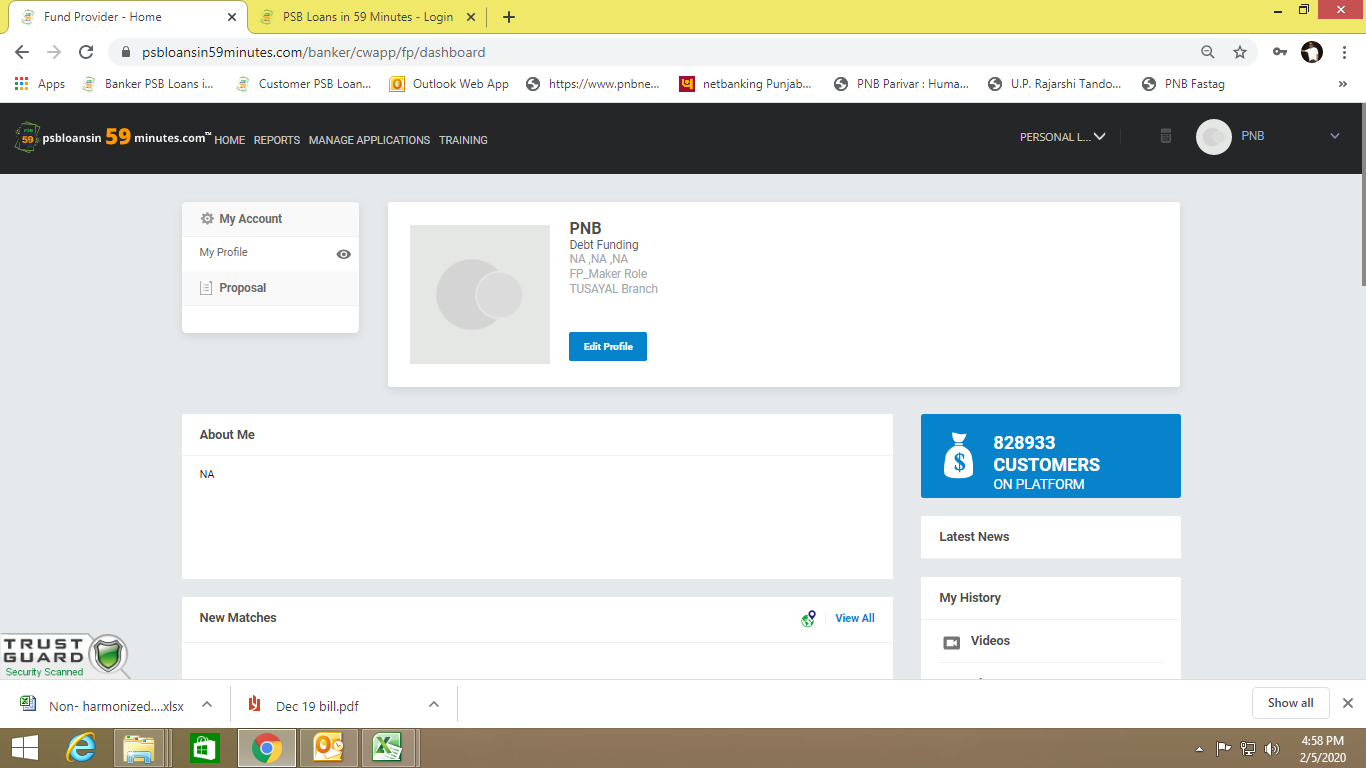 Fund Provider - Home
PSB Loans in 59 Minutes - Login
psbloansin59minutes.com/banker/cwapp/fp/dashboard
Apps
Banker PSB Loans i...
Customer PSB Loan...
Outlook Web App
https://www.pnbne...
netbanking Punjab...
PNB Parivar : Huma...
U.P. Rajarshi Tando...
PNB Fastag
»
59
psbloansin 59 minutes.com™
HOME
REPORTS
MANAGE APPLICATIONS
TRAINING
PERSONAL L...
PNB
My Account
My Profile
Proposal
PNB
Debt Funding
NA ,NA ,NA
FP_Maker Role
TUSAYAL Branch
Edit Profile
About Me
NA
828933
CUSTOMERS
ON PLATFORM
Latest News
New Matches
View All
My History
Videos
TRUST
GUARD
Security Scanned
Non- harmonized....xlsx
Dec 19 bill.pdf
Show all
4:58 PM
2/5/2020